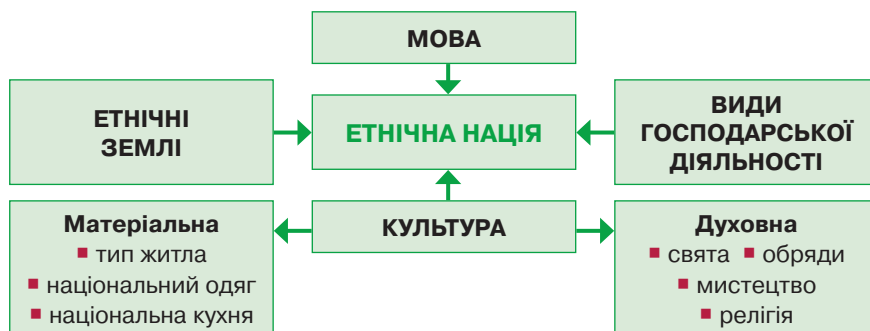 МОВА
ЕТНІЧНІ
ЗЕМЛІ
ЕТНІЧНА НАЦІЯ
ВИДИ
ГОСПОДАРСЬКОЇ
ДІЯЛЬНОСТІ
Матеріальна
▪ тип житла
▪ національний одяг
▪ національна кухня
КУЛЬТУРА
Духовна
▪ свята ▪ обряди
▪ мистецтво
▪ релігія